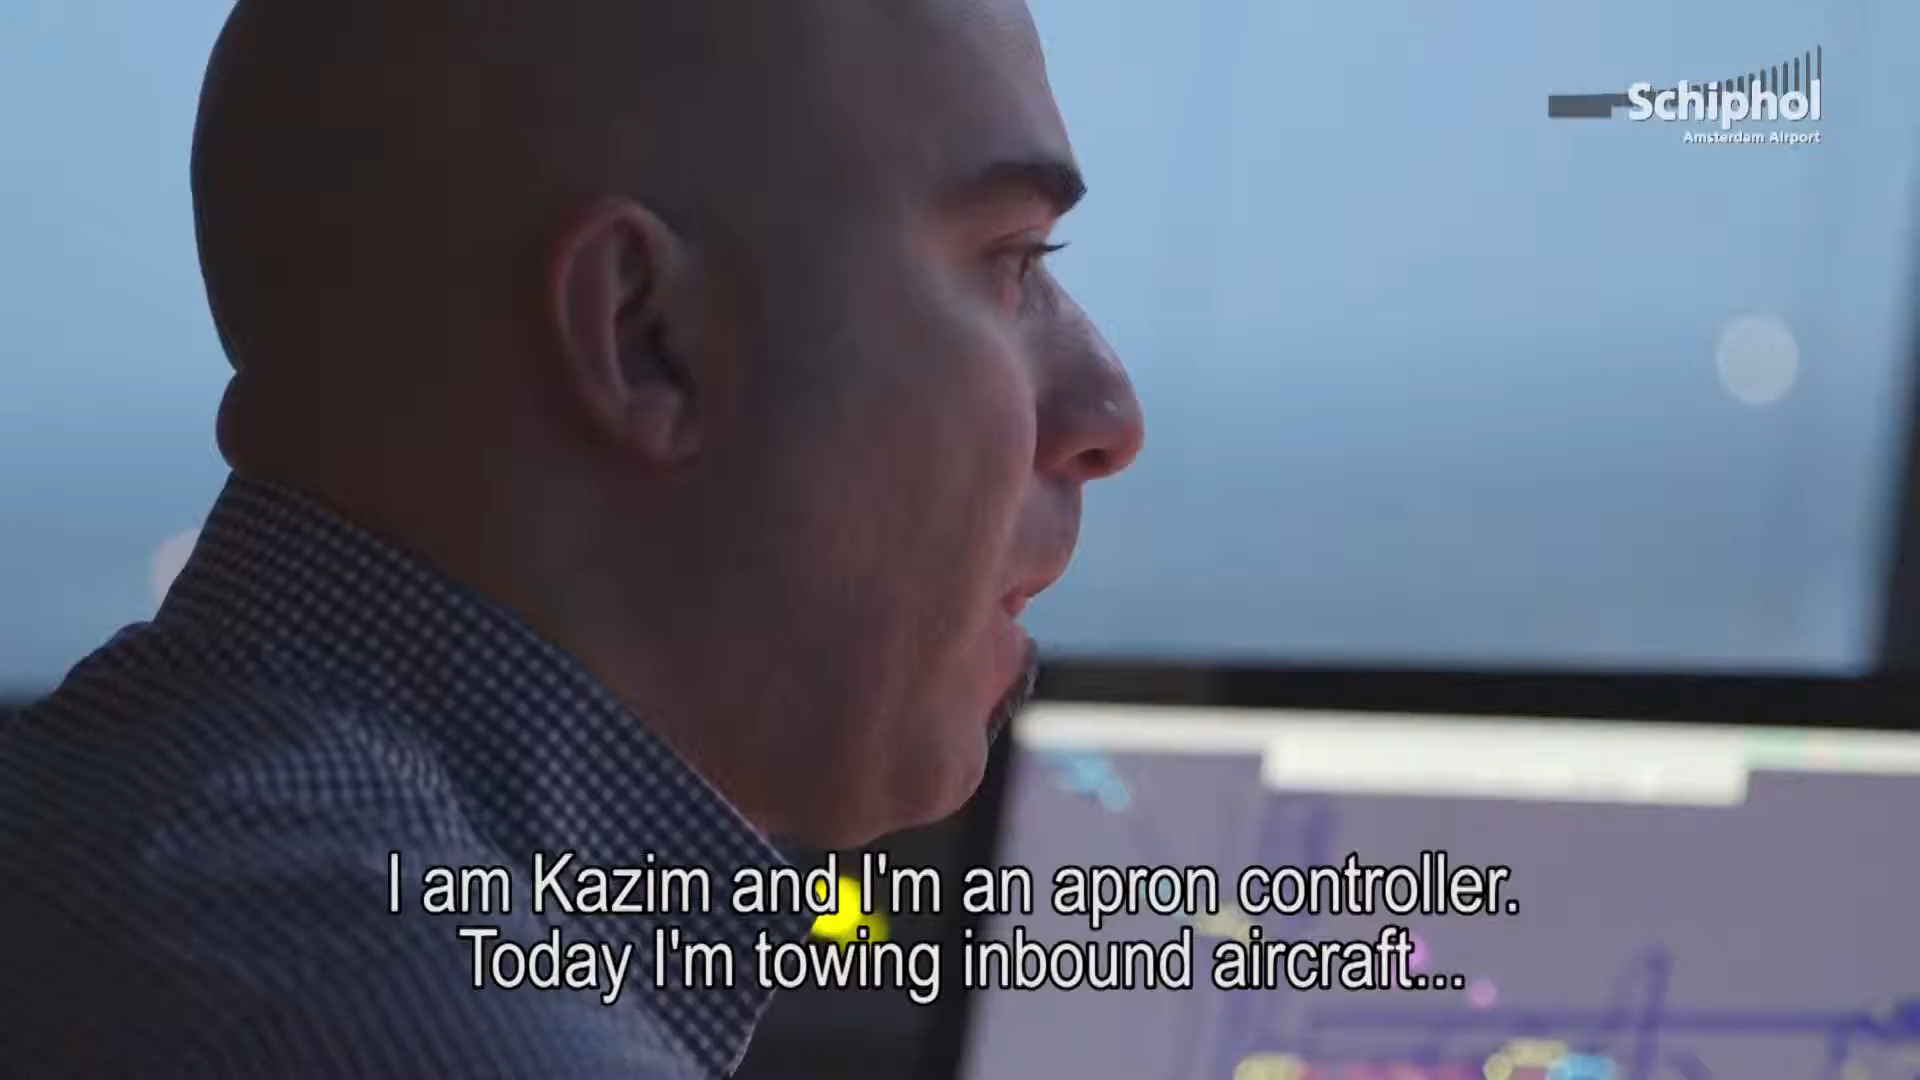 Schiphol
Amsterdam Airport
I am Kazim and I'm an apron controller.
Today I'm towing inbound aircraft...